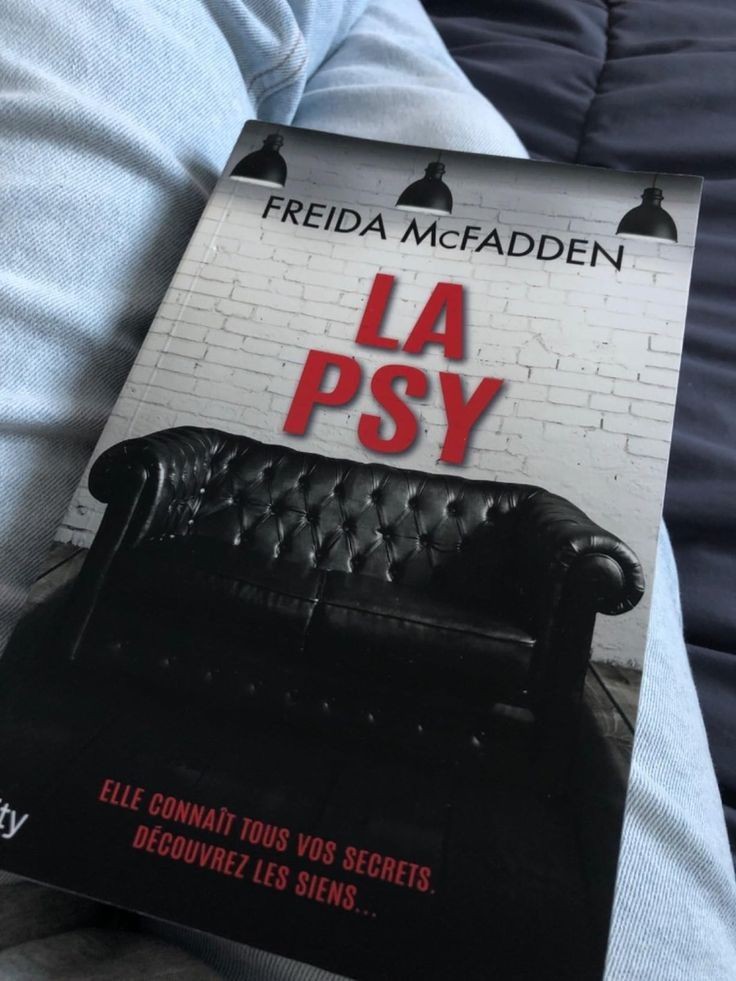 FREIDA McFADDEN
LA
PSY
ELLE CONNAÎT TOUS VOS SECRETS.
DÉCOUVREZ LES SIENS...